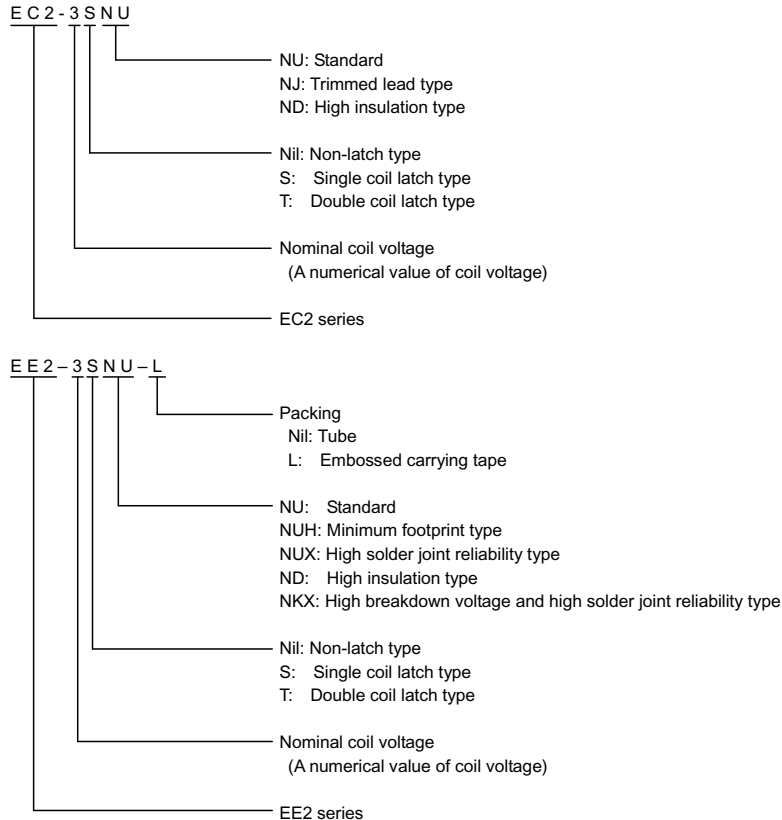 EC2-3SNU
NU: Standard
NJ: Trimmed lead type
ND: High insulation type
Nil: Non-latch type
S: Single coil latch type
T: Double coil latch type
Nominal coil voltage
(A numerical value of coil voltage)
EC2 series
EE2–3SNU–L
Packing
Nil: Tube
L: Embossed carrying tape
NU: Standard
NUH: Minimum footprint type
NUX: High solder joint reliability type
ND: High insulation type
NKX: High breakdown voltage and high solder joint reliability type
Nil: Non-latch type
S: Single coil latch type
T: Double coil latch type
Nominal coil voltage
(A numerical value of coil voltage)
EE2 series